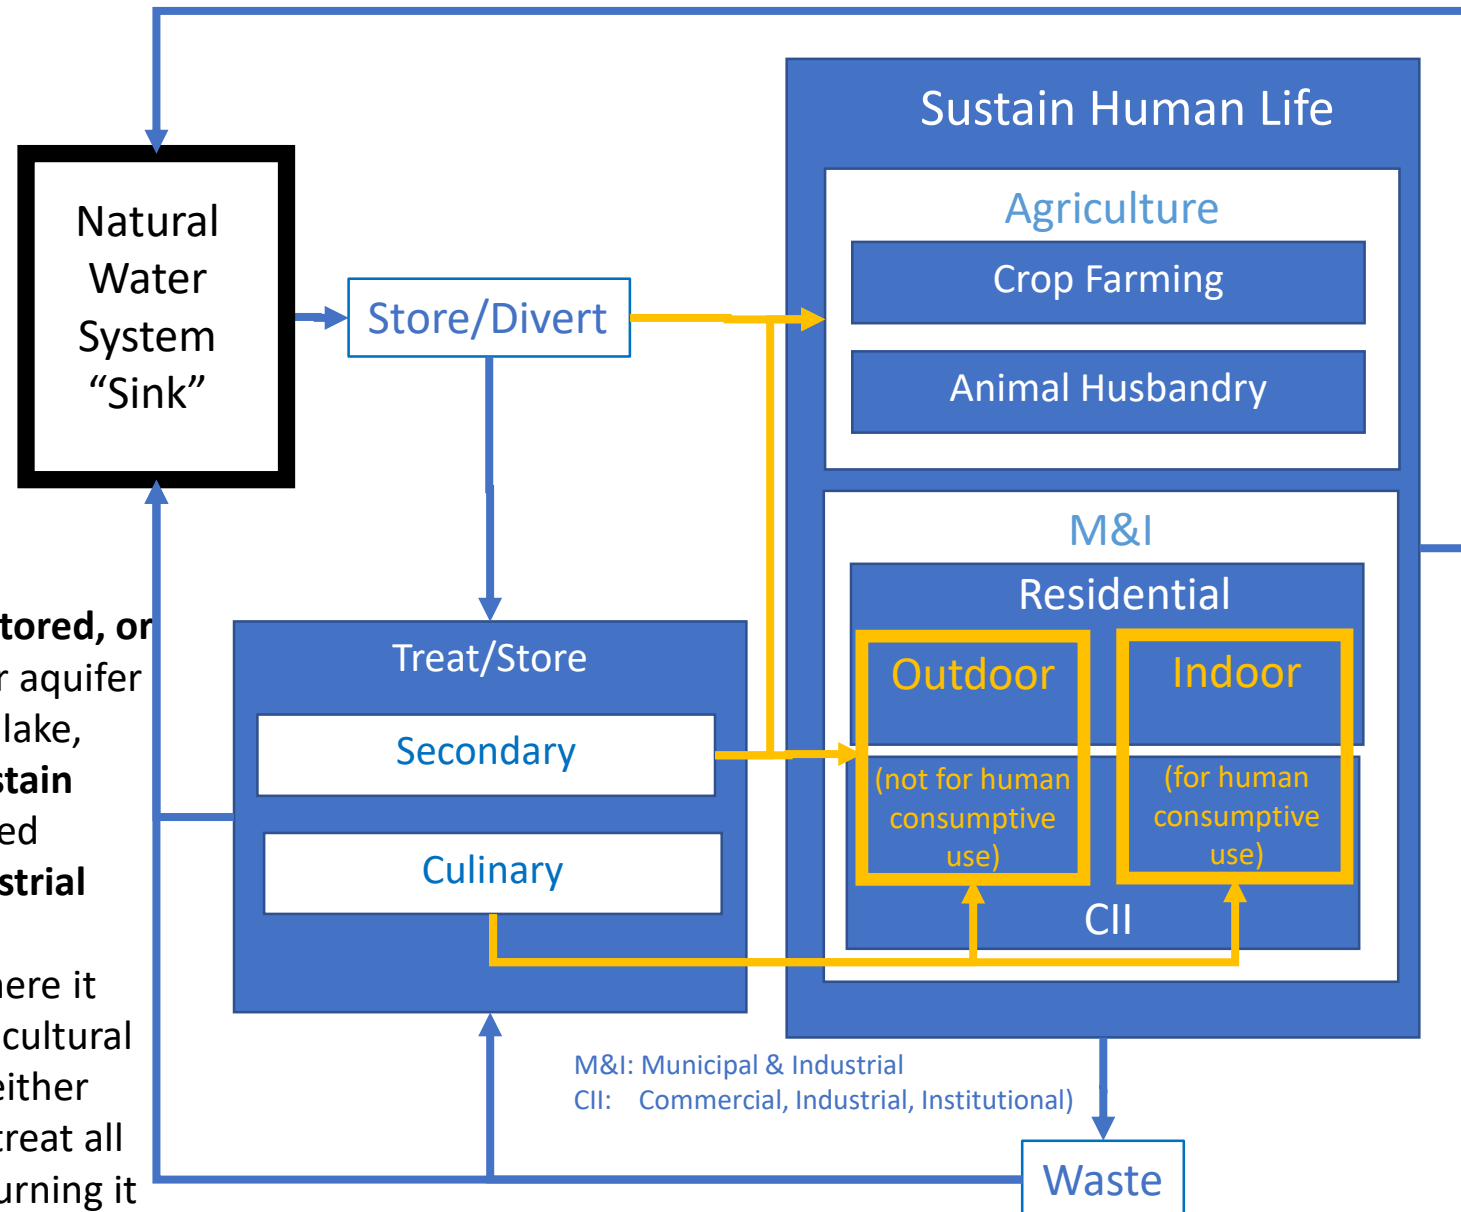 Sustain Human Life
Agriculture
Crop Farming
Animal Husbandry
Natural
Water
System
“Sink”
Store/Divert
M&I
Residential
Outdoor
Indoor
(not for human
consumptive
use)
(for human
consumptive
use)
CII
Treat/Store
Secondary
Culinary
tored, or
r aquifer
lake,
stain
ed
strial
ere it
cultural
either
treat all
urning it
M&I: Municipal & Industrial
CII: Commercial, Industrial, Institutional)
Waste